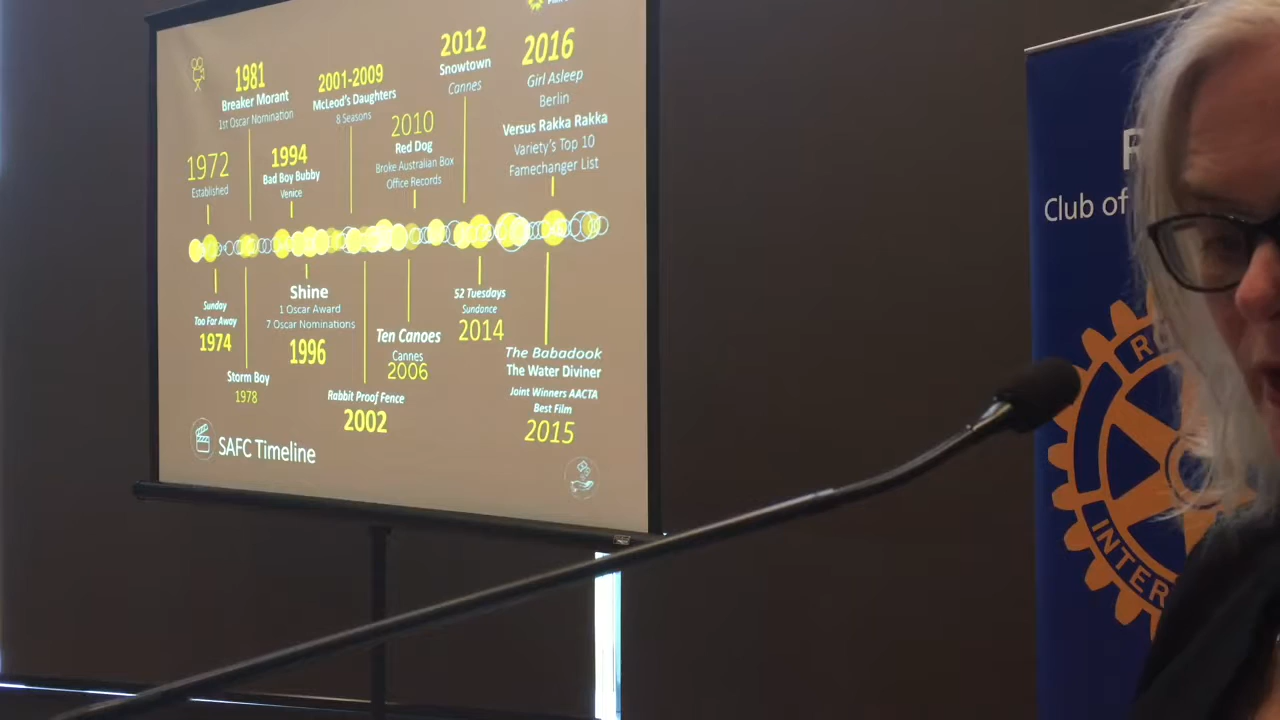 1981
Breaker Morant
1st Oscar Nomination
2001-2009
McLeod's Daughters
8 Seasons
2012
Snowtown
Cannes
2016
Girl Asleep
Berlin
Versus Rakka Rakka
Variety's Top 10
Famechanger List
1972
Established
1994
Bad Boy Bubby
Venice
2010
Red Dog
Broke Australian Box
Office Records
Sunday
Too Far Away
1974
Storm Boy
1978
Shine
1 Oscar Award
7 Oscar Nominations
1996
Rabbit Proof Fence
2002
Ten Canoes
Cannes
2006
52 Tuesdays
Sundance
2014
The Babadook
The Water Diviner
Joint Winners AACTA
Best Film
2015
SAFC Timeline
R
Club of
RO
INTER